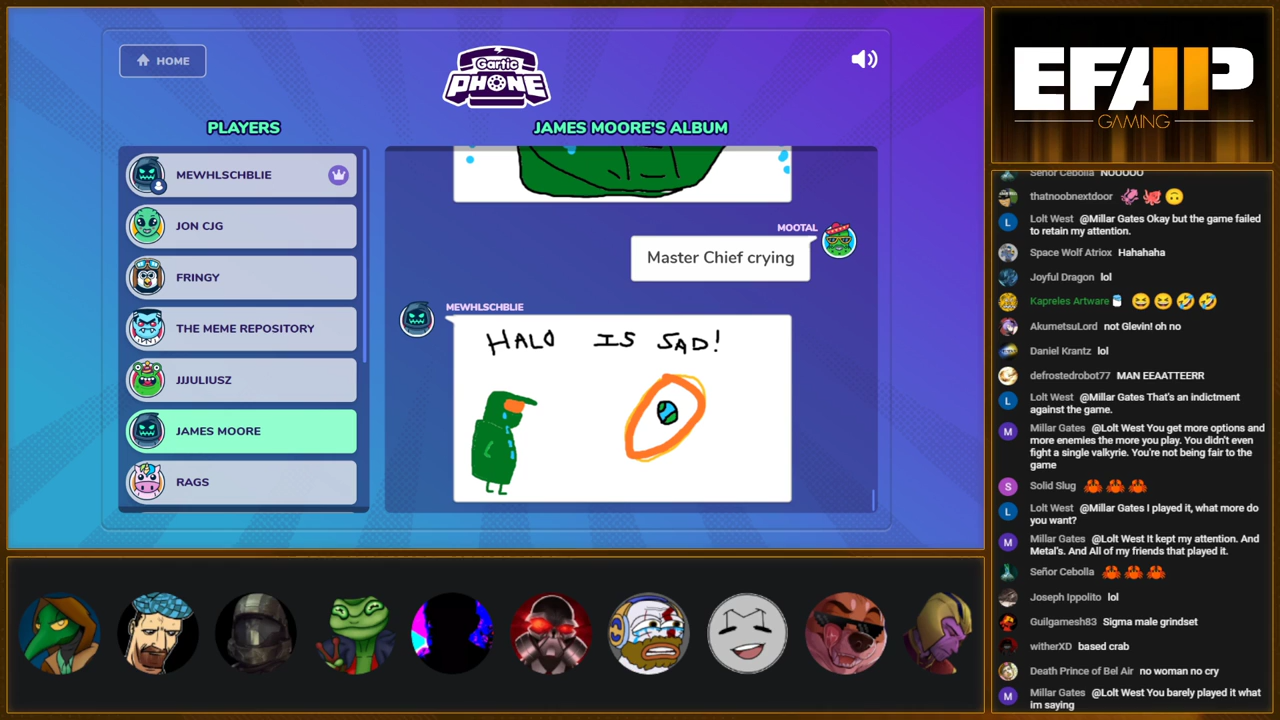 HOME
Gartic
PHONE
PLAYERS
JAMES MOORE'S ALBUM
MEWHLSCHBLIE
JON CJG
FRINGY
THE MEME REPOSITORY
JJJULIUSZ
JAMES MOORE
RAGS
MOOTAL
Master Chief crying
MEWHLSCHBLIE
HALO IS SAD!
EFAP
GAMING
Señor Cebolla NOOOOO
thatnoobnextdoor
L
Lolt West @Millar Gates Okay but the game failed
to retain my attention.
Space Wolf Atriox Hahahaha
Joyful Dragon lol
Kapreles Artware
AkumetsuLord not Glevin! oh no
Daniel Krantz lol
defrostedrobot77 MAN EEAATTEERR
L
Lolt West @Millar Gates That's an indictment
against the game.
M
Millar Gates @Lolt West You get more options and
more enemies the more you play. You didn't even
fight a single valkyrie. You're not being fair to the
game
S
Solid Slug
L
Lolt West @Millar Gates I played it, what more do
you want?
M
Millar Gates @Lolt West It kept my attention. And
Metal's. And All of my friends that played it.
Señor Cebolla
Joseph Ippolito lol
Guilgamesh83 Sigma male grindset
witherXD based crab
Death Prince of Bel Air no woman no cry
M
Millar Gates @Lolt West You barely played it what
im saying